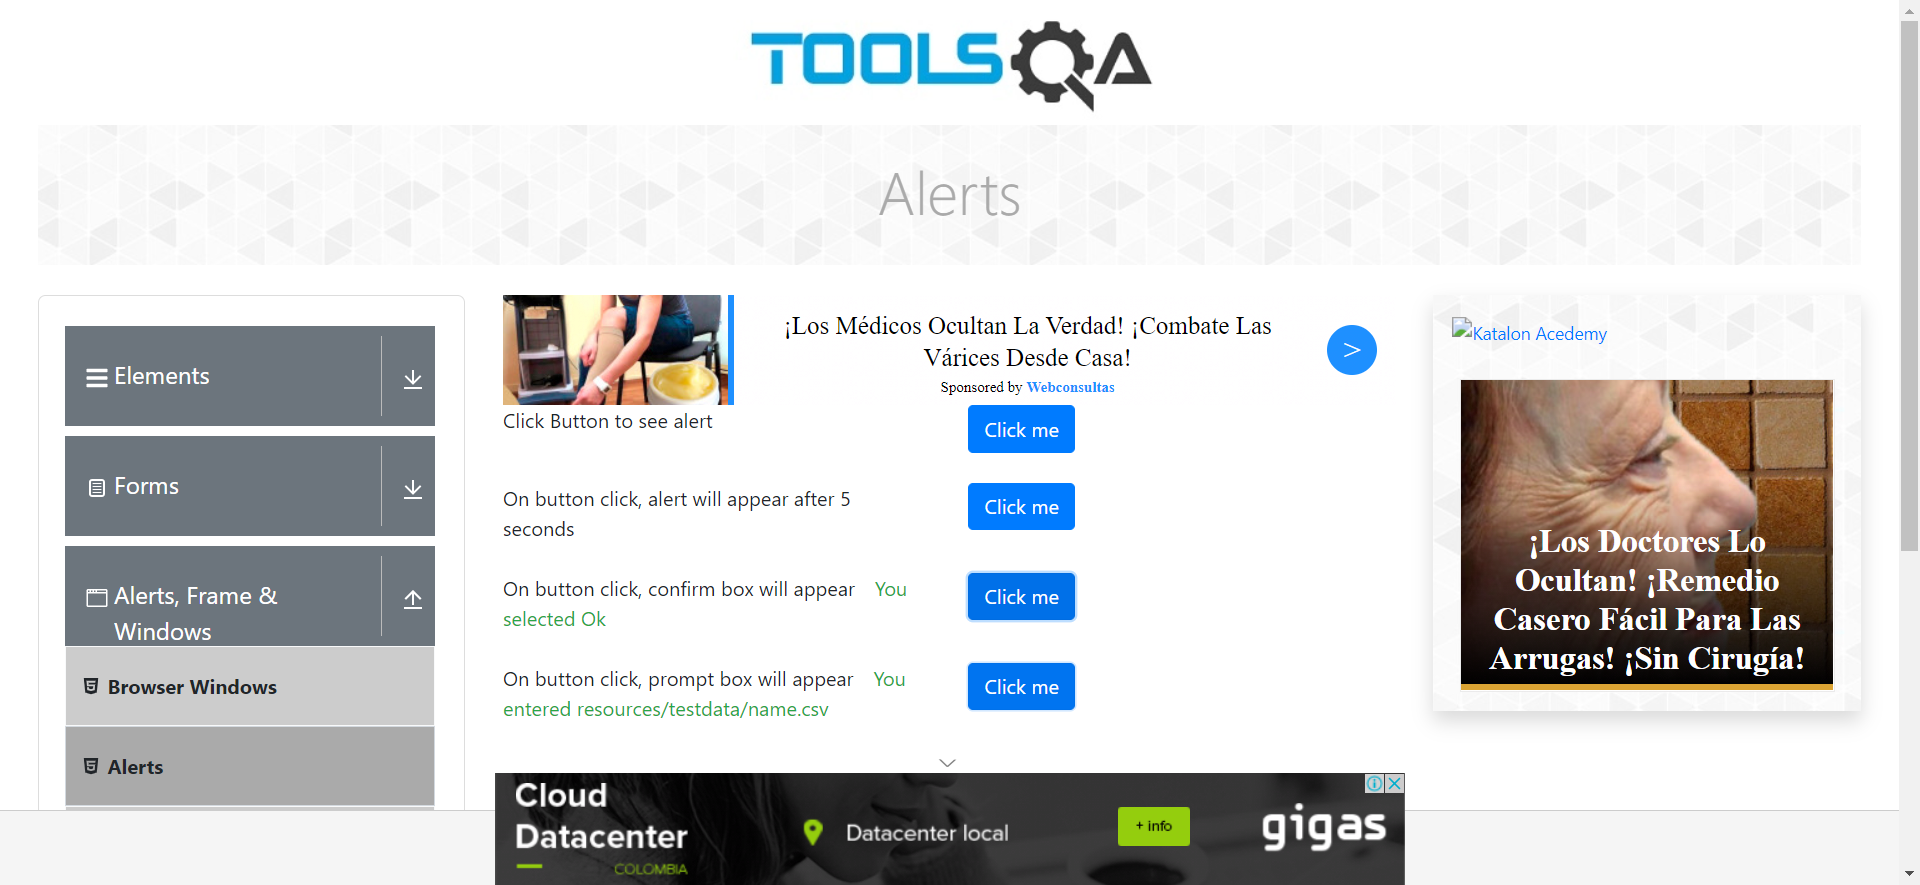 TOOLSQA
Alerts
Elements
Forms
Alerts, Frame &
Windows
Browser Windows
Alerts
¡Los Médicos Ocultan La Verdad! ¡Combate Las
Várices Desde Casa!
Sponsored by Webconsultas
>
Click Button to see alert
Click me
On button click, alert will appear after 5
seconds
Click me
On button click, confirm box will appear You
selected Ok
Click me
On button click, prompt box will appear You
entered resources/testdata/name.csv
Click me
Katalon Acedemy
¡Los Doctores Lo
Ocultan! ¡Remedio
Casero Fácil Para Las
Arrugas! ¡Sin Cirugía!
Cloud
Datacenter
COLOMBIA
Datacenter local
+ info
gigas